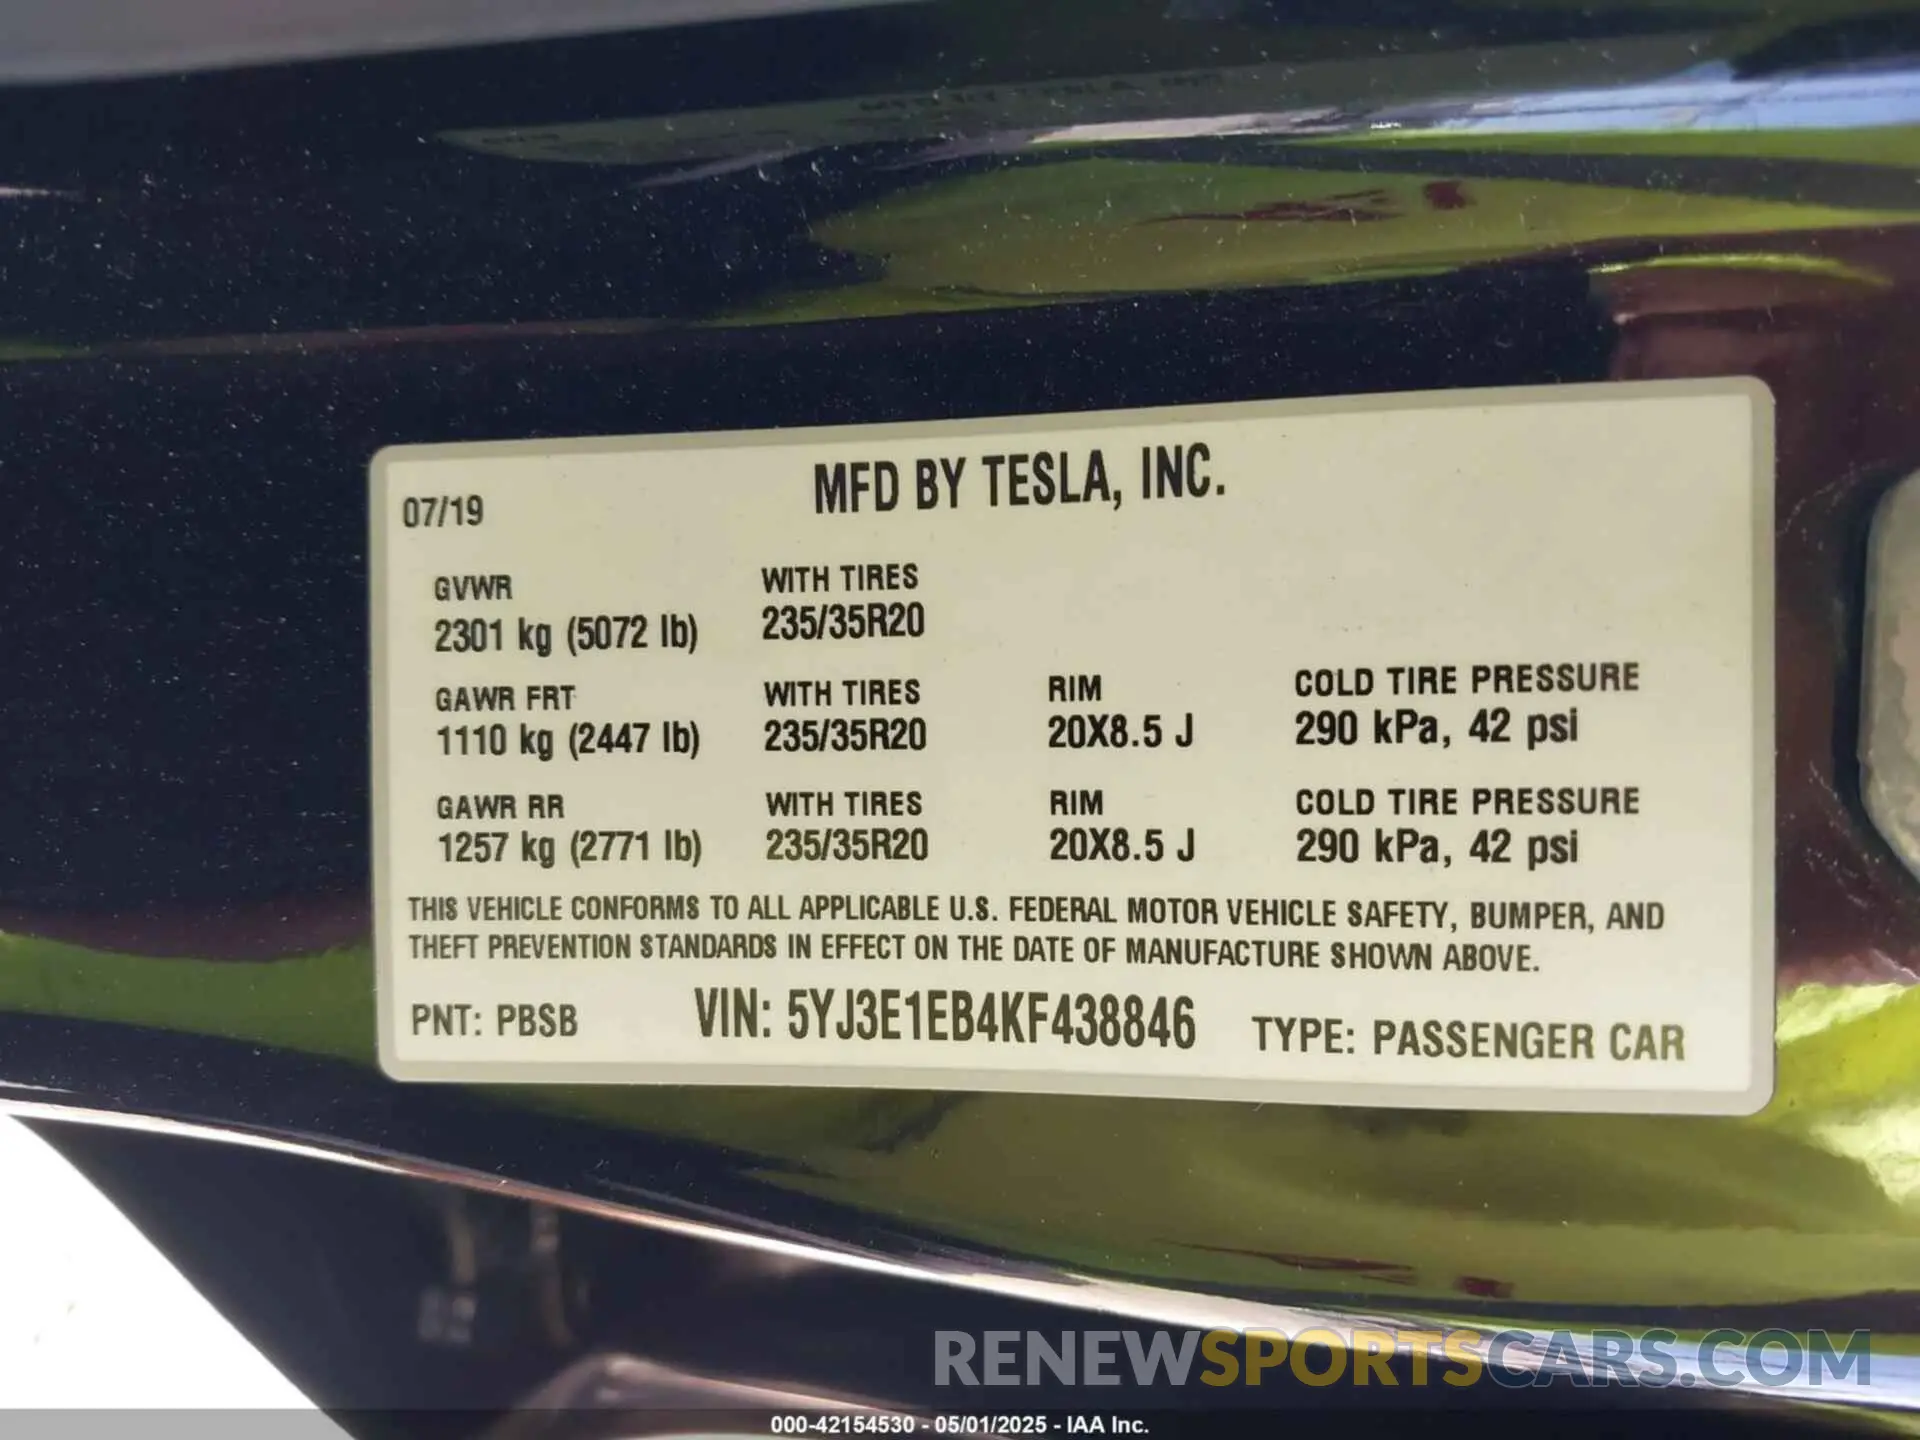 MFD BY TESLA, INC.
07/19
GVWR WITH TIRES
2301 kg (5072 lb) 235/35R20
GAWR FRT WITH TIRES RIM COLD TIRE PRESSURE
1110 kg (2447 lb) 235/35R20 20X8.5 J 290 kPa, 42 psi
GAWR RR WITH TIRES RIM COLD TIRE PRESSURE
1257 kg (2771 lb) 235/35R20 20X8.5 J 290 kPa, 42 psi
THIS VEHICLE CONFORMS TO ALL APPLICABLE U.S. FEDERAL MOTOR VEHICLE SAFETY, BUMPER, AND
THEFT PREVENTION STANDARDS IN EFFECT ON THE DATE OF MANUFACTURE SHOWN ABOVE.
PNT: PBSB VIN: 5YJ3E1EB4KF438846 TYPE: PASSENGER CAR
RENEWSPORTSCARS.COM
000-42154530 - 05/01/2025 - IAA Inc.